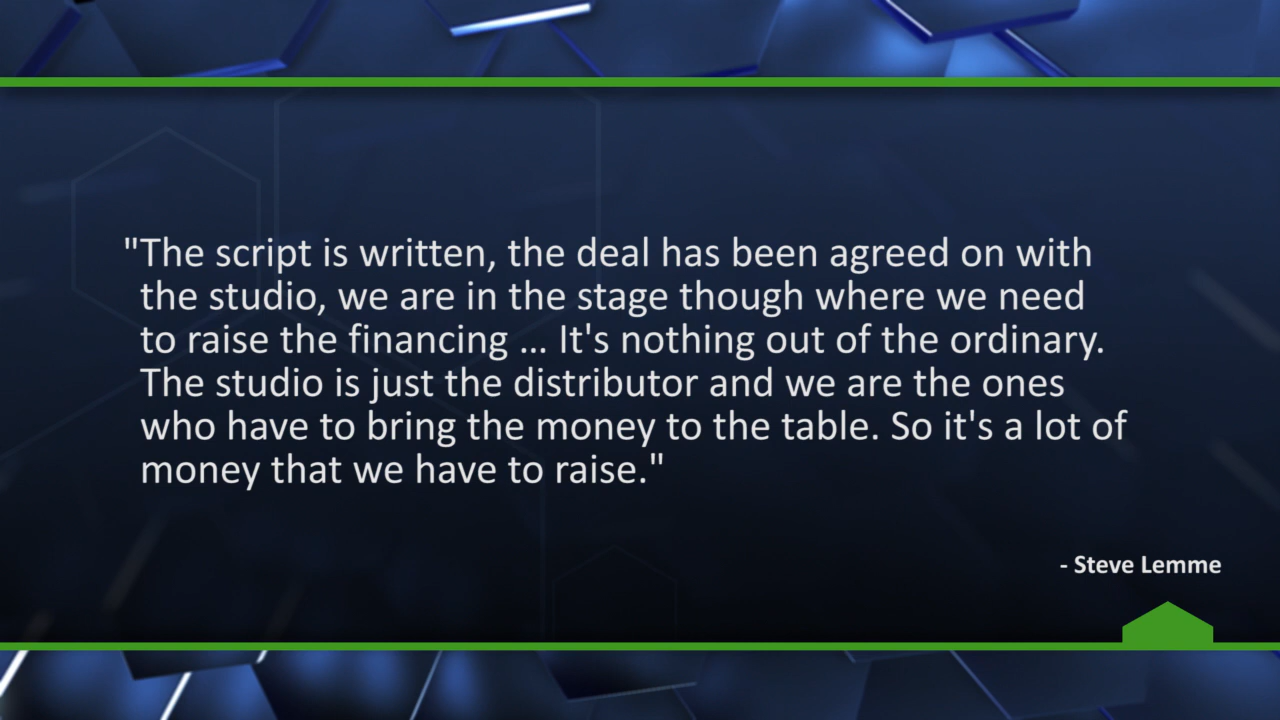 "The script is written, the deal has been agreed on with
the studio, we are in the stage though where we need
to raise the financing ... It's nothing out of the ordinary.
The studio is just the distributor and we are the ones
who have to bring the money to the table. So it's a lot of
money that we have to raise."
- Steve Lemme